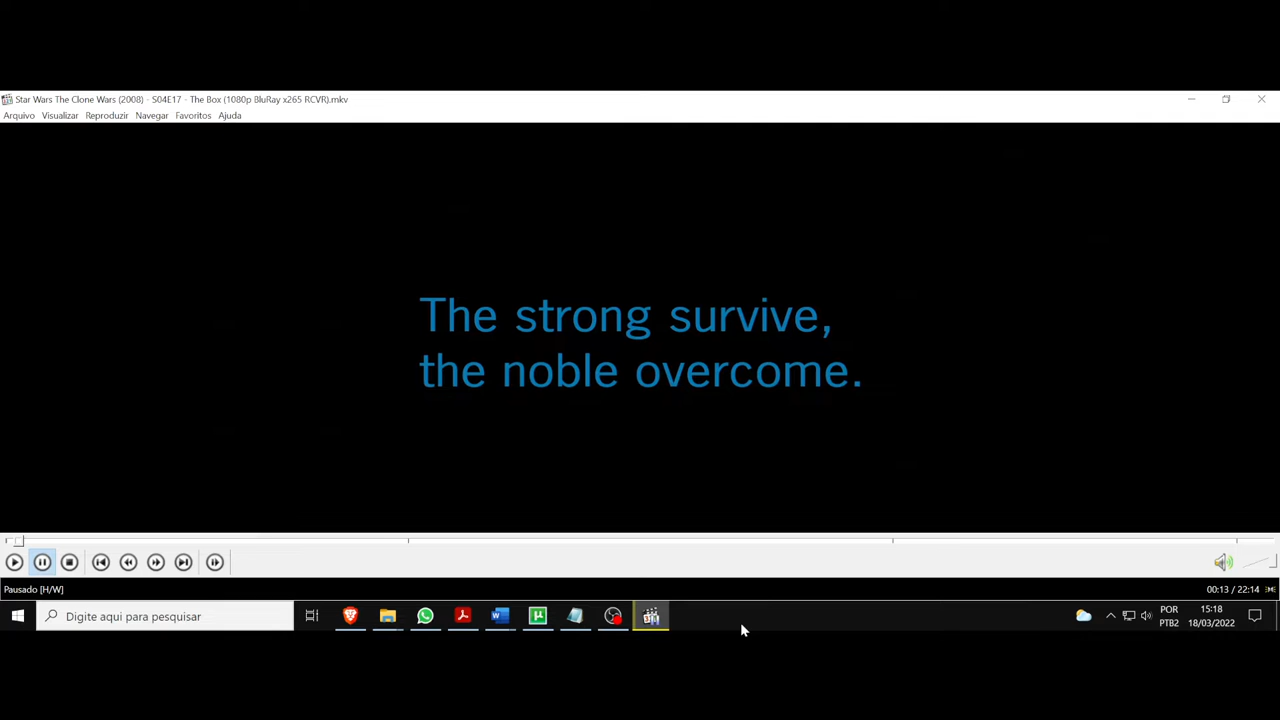 Star Wars The Clone Wars (2008) - S04E17 - The Box (1080p BluRay x265 RCVR).mkv
Arquivo Visualizar Reproduzir Navegar Favoritos Ajuda
The strong survive,
the noble overcome.
Pausado [H/W]
00:13 / 22:14
Digite aqui para pesquisar
POR
PTB2
15:18
18/03/2022